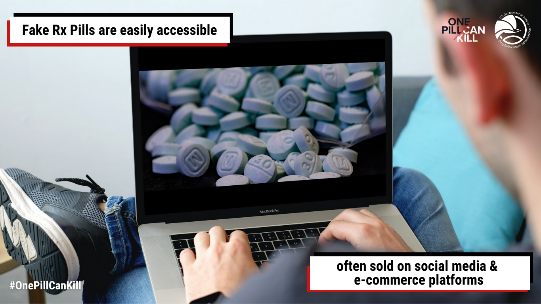 Fake Rx Pills are easily accessible
ONE
PILL CAN
KILL
often sold on social media &
e-commerce platforms
#OnePillCanKill